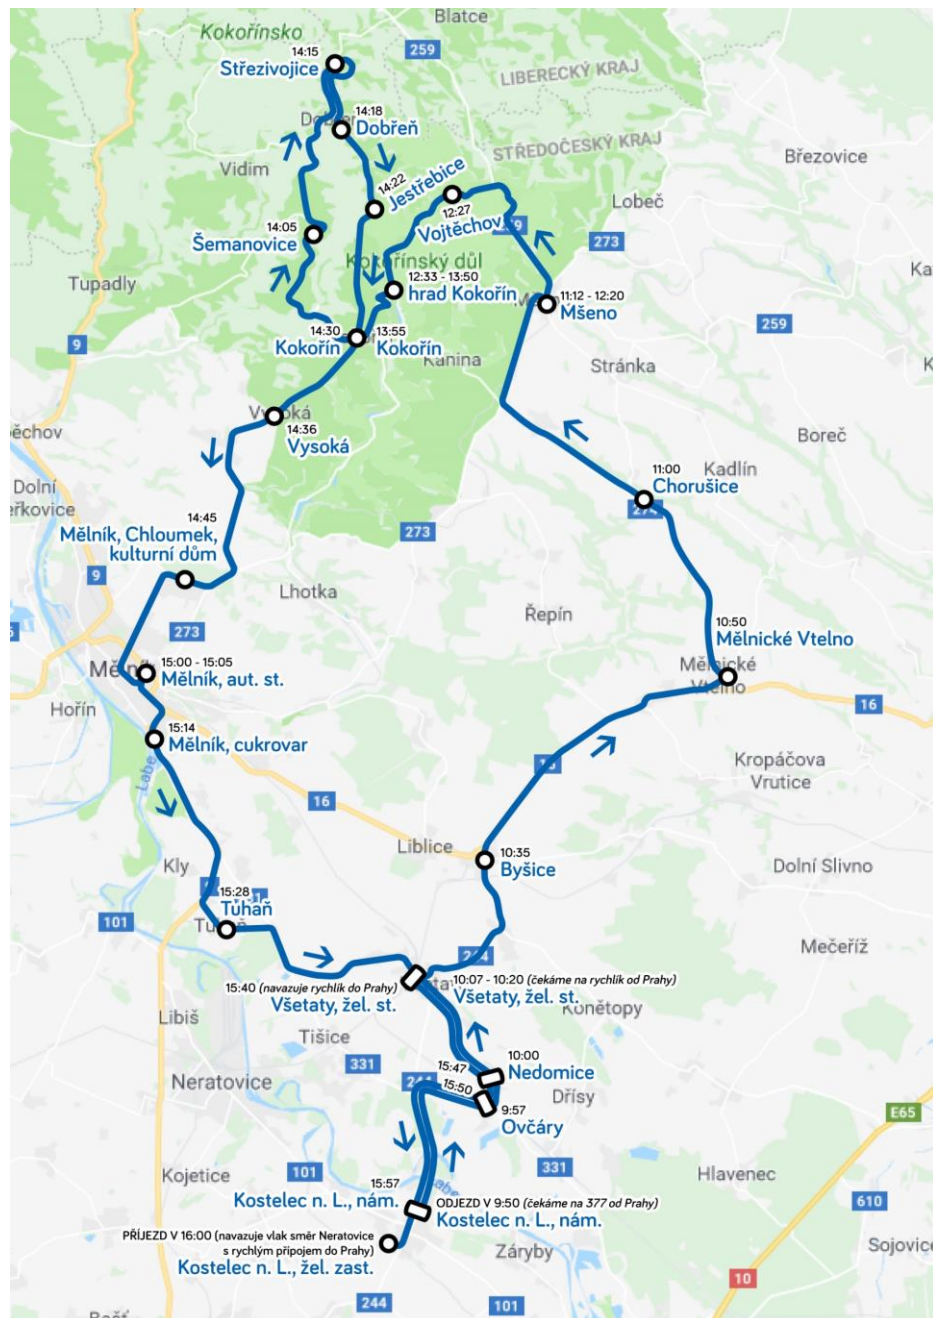 Blatce
Kokořínsko
14:15
Střezivojice
259
LIBERECKÝ KRAJ
14:18
Dobřeň
STŘEDOČESKÝ KRAJ
Březovice
Vidim
14:22
Jestřebice
12:27
Vojtěchov
Lobeč
273
14:05
Šemanovice
Kokořínský důl
12:33 - 13:50
hrad Kokořín
Tupadly
11:12 - 12:20
Mšeno
259
9
14:30
Kokořín
13:55
Kokořín
Kanina
Stránka
14:36
Vysoká
Boreč
Dolní
11:00
Chorušice
Kadlín
14:45
Mělník, Chloumek,
kulturní dům
273
9
Lhotka
Řepín
273
10:50
Mělnické Vtelno
Mělnické
Vtelno
15:00 - 15:05
Mělník, aut. st.
Hořín
16
15:14
Mělník, cukrovar
Labe
16
Kropáčova
Vrutice
Liblice
10:35
Byšice
Kly
Dolní Slivno
15:28
Tuhaň
101
Mečeříž
15:40 (navazuje rychlík do Prahy)
Všetaty, žel. st.
10:07 - 10:20 (čekáme na rychlík od Prahy)
Všetaty, žel. st.
Konětopy
Libiš
Tišice
331
15:47
10:00
Nedomice
Neratovice
244
15:50
Dřísy
9:57
Ovčáry
E65
Kojetice
101
331
Hlavenec
610
15:57
Kostelec n. L., nám.
ODJEZD V 9:50 (čekáme na 377 od Prahy)
Kostelec n. L., nám.
PŘÍJEZD V 16:00 (navazuje vlak směr Neratovice
s rychlým přípojem do Prahy)
Kostelec n. L., žel. zast.
Záryby
Sojovice
10
244
101